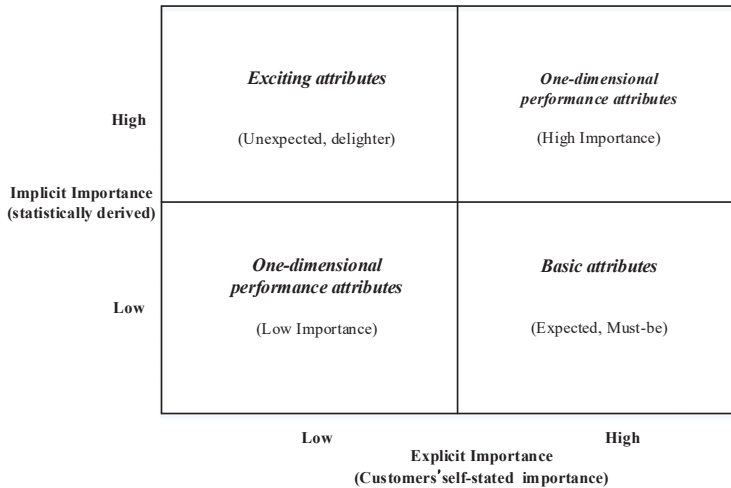 Exciting attributes
(Unexpected, delighter)
One-dimensional
performance attributes
(High Importance)
High
Implicit Importance
(statistically derived)
Low
One-dimensional
performance attributes
(Low Importance)
Basic attributes
(Expected, Must-be)
Low
High
Explicit Importance
(Customers'self-stated importance)